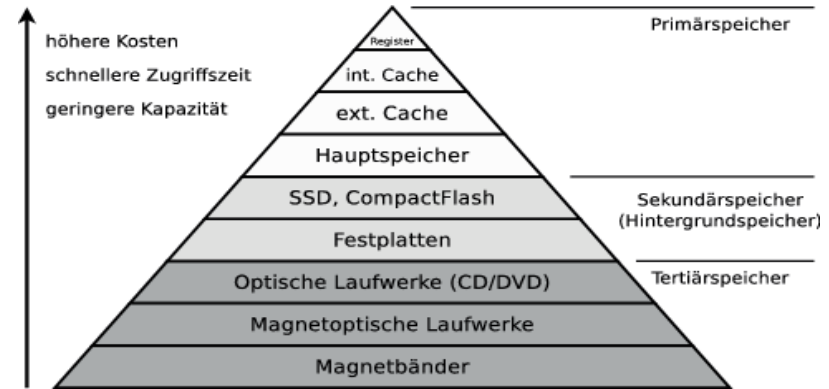 höhere Kosten
schnellere Zugriffszeit
geringere Kapazität
Register
int. Cache
ext. Cache
Hauptspeicher
SSD, CompactFlash
Festplatten
Optische Laufwerke (CD/DVD)
Magnetoptische Laufwerke
Magnetbänder
Primärspeicher
Sekundärspeicher
(Hintergrundspeicher)
Tertiärspeicher